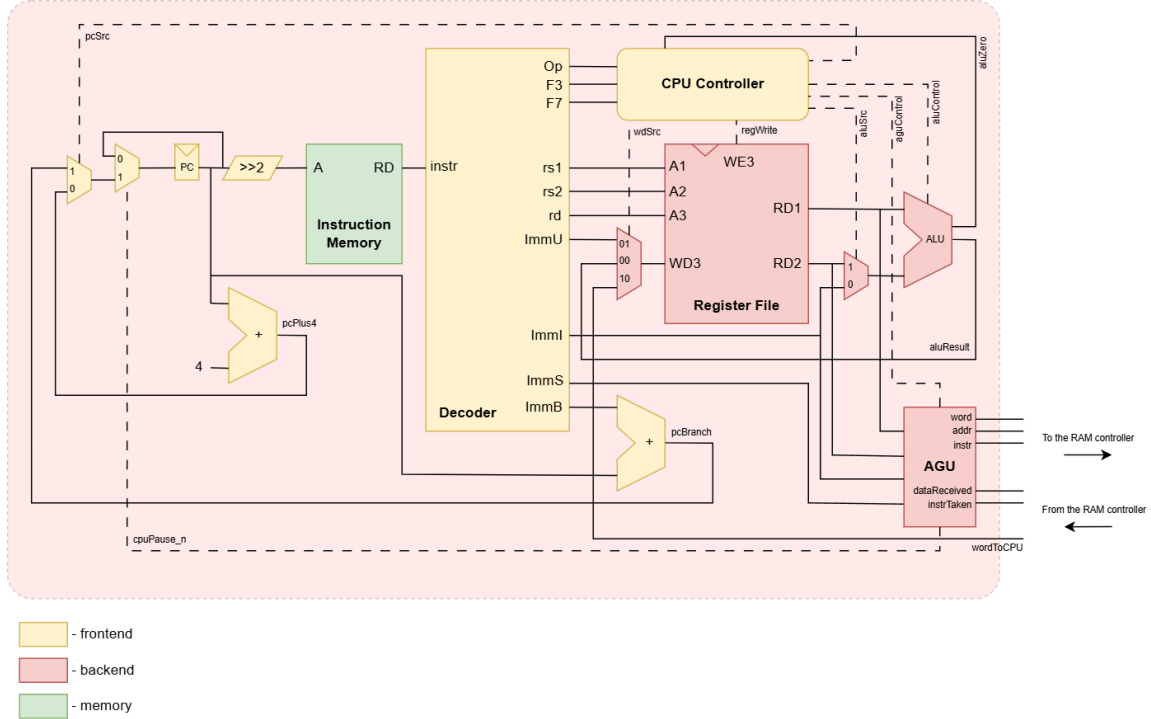 pcSrc
aluZero
Op
F3
F7
CPU Controller
aluControl
aguControl
aluSrc
wdSrc
regWrite
0
1
1
0
PC
>>2
A
RD
Instruction
Memory
instr
rs1
rs2
rd
ImmU
A1
A2
A3
WE3
RD1
WD3
RD2
Register File
01
00
10
1
0
ALU
pcPlus4
+
4
ImmI
aluResult
ImmS
ImmB
Decoder
+
pcBranch
word
addr
instr
AGU
dataReceived
instrTaken
To the RAM controller
From the RAM controller
cpuPause_n
wordToCPU
- frontend
- backend
- memory